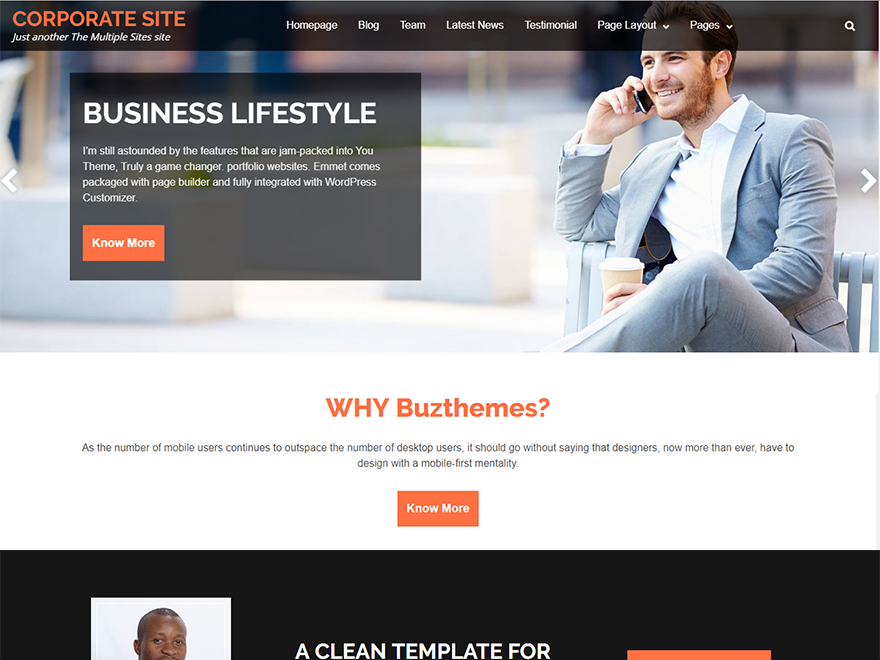 CORPORATE SITE
Just another The Multiple Sites site
Homepage Blog Team Latest News Testimonial Page Layout Pages
BUSINESS LIFESTYLE
I'm still astounded by the features that are jam-packed into You
Theme, Truly a game changer. portfolio websites. Emmet comes
packaged with page builder and fully integrated with WordPress
Customizer.
Know More
WHY Buzthemes?
As the number of mobile users continues to outspace the number of desktop users, it should go without saying that designers, now more than ever, have to
design with a mobile-first mentality.
Know More
A CLEAN TEMPLATE FOR